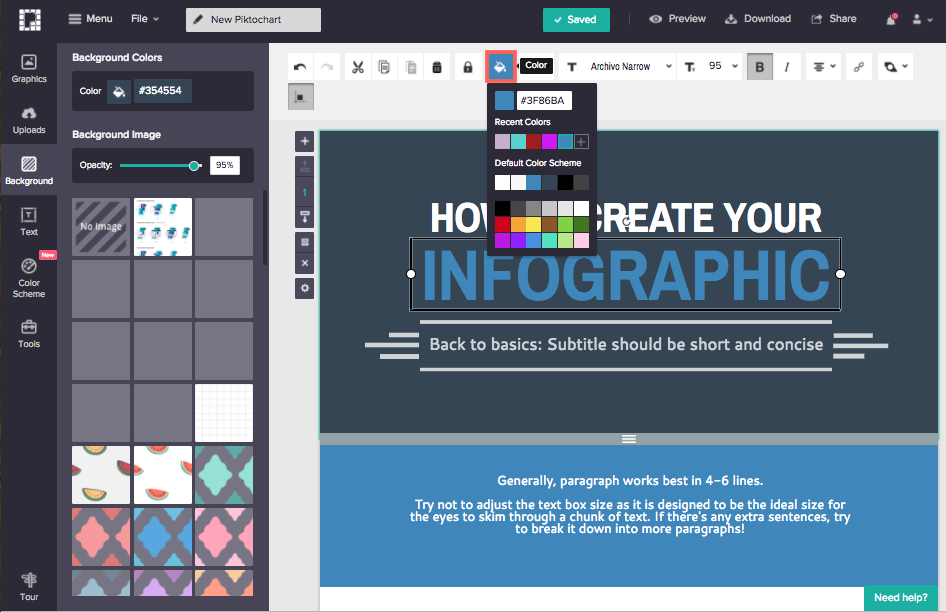 Menu
File
New Piktochart
Saved
Preview
Download
Share
Graphics
Uploads
Background
Text
New
Color
Scheme
Tools
Tour
Background Colors
Color
#354554
Background Image
Opacity:
95%
No Image
Color
T
Archivo Narrow
T
95
B
I
#3F86BA
Recent Colors
Default Color Scheme
1
HOW CREATE YOUR
INFOGRAPHIC
Back to basics: Subtitle should be short and concise
Generally, paragraph works best in 4-6 lines.
Try not to adjust the text box size as it is designed to be the ideal size for
the eyes to skim through a chunk of text. If there's any extra sentences, try
to break it down into more paragraphs!
Need help?